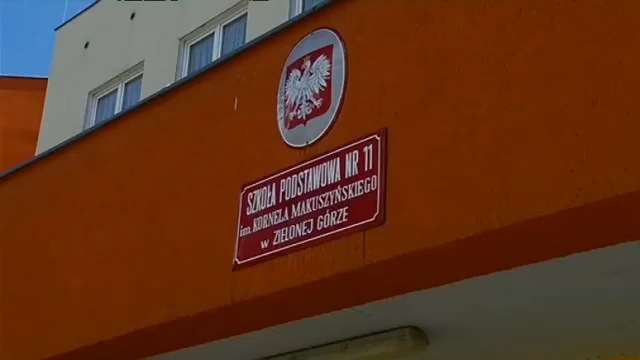 SZKOŁA PODSTAWOWA NR 11
im. KORNELA MAKUSZYŃSKIEGO
w ZIELONEJ GÓRZE